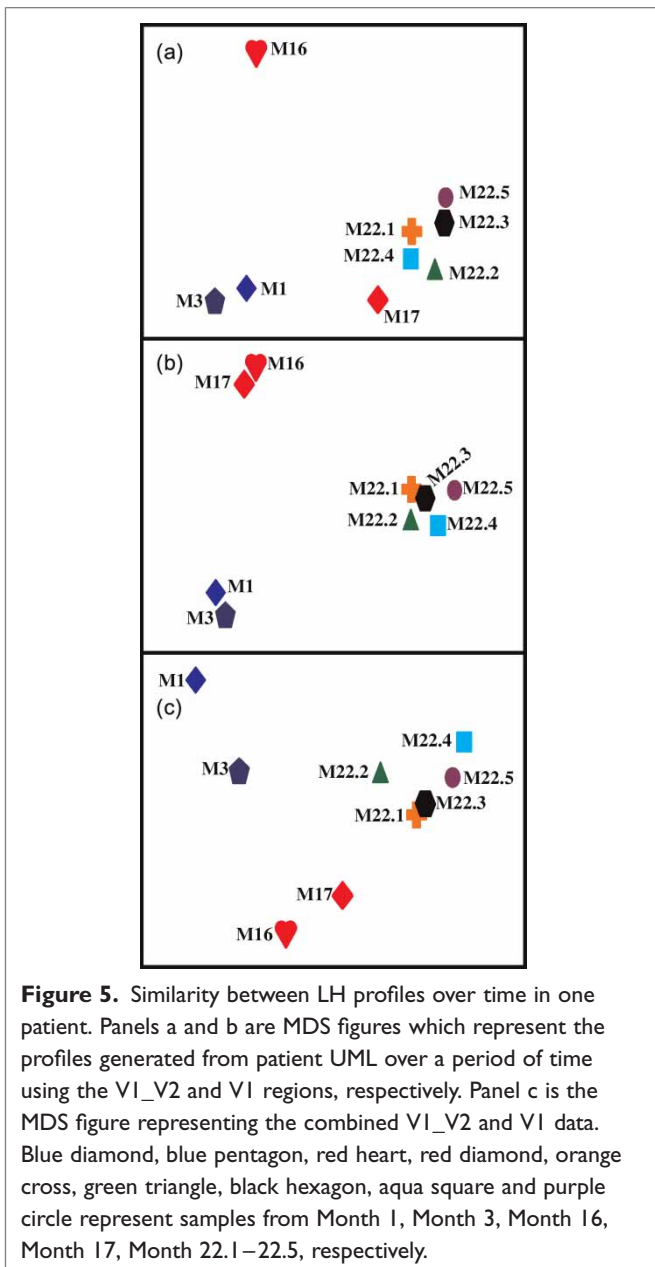 (a)
M16
M22.5
M22.1
M22.3
M22.4
M22.2
M3
M1
M17
(b)
M16
M17
M22.3
M22.1
M22.5
M22.2
M22.4
M1
M3
M1
(c)
M22.4
M3
M22.2
M22.5
M22.3
M22.1
M17
M16
Figure 5. Similarity between LH profiles over time in one
patient. Panels a and b are MDS figures which represent the
profiles generated from patient UML over a period of time
using the V1_V2 and V1 regions, respectively. Panel c is the
MDS figure representing the combined V1_V2 and V1 data.
Blue diamond, blue pentagon, red heart, red diamond, orange
cross, green triangle, black hexagon, aqua square and purple
circle represent samples from Month 1, Month 3, Month 16,
Month 17, Month 22.1–22.5, respectively.